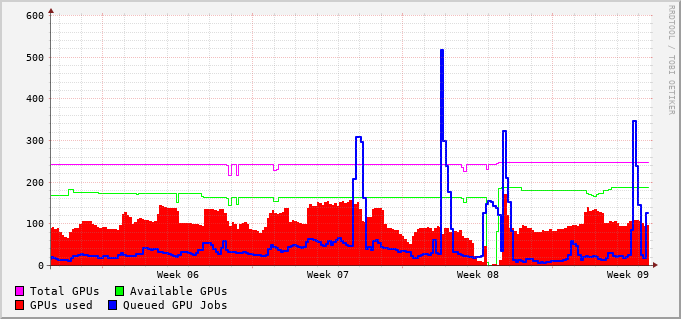 600
500
400
300
200
100
0
Week 06 Week 07 Week 08 Week 09
Total GPUs Available GPUs
GPUs used Queued GPU Jobs
RRDTOOL / TOBI OETIKER